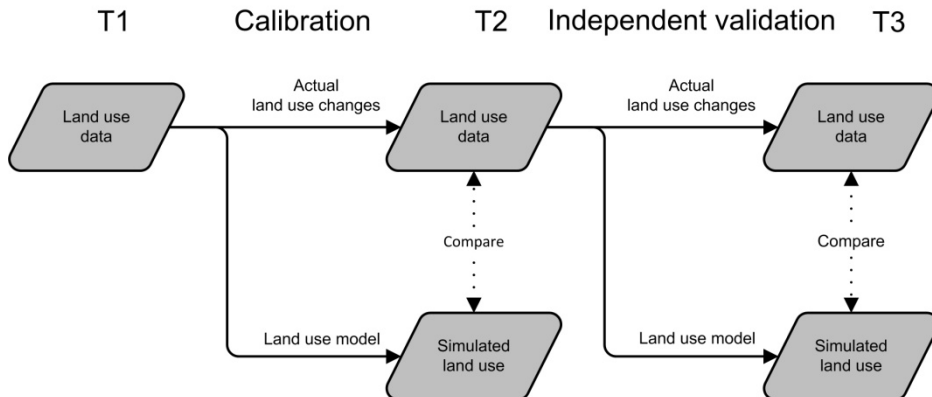 T1 Calibration T2 Independent validation T3
Land use
data
Actual
land use changes
Land use
data
Actual
land use changes
Land use
data
Compare
Compare
Land use model
Simulated
land use
Land use model
Simulated
land use